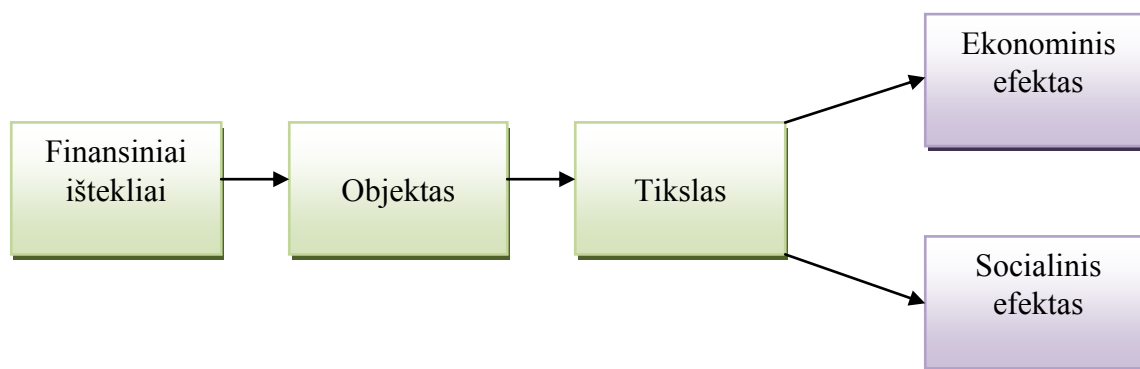 Finansiniai
ištekliai
Objektas
Tikslas
Ekonominis
efektas
Socialinis
efektas